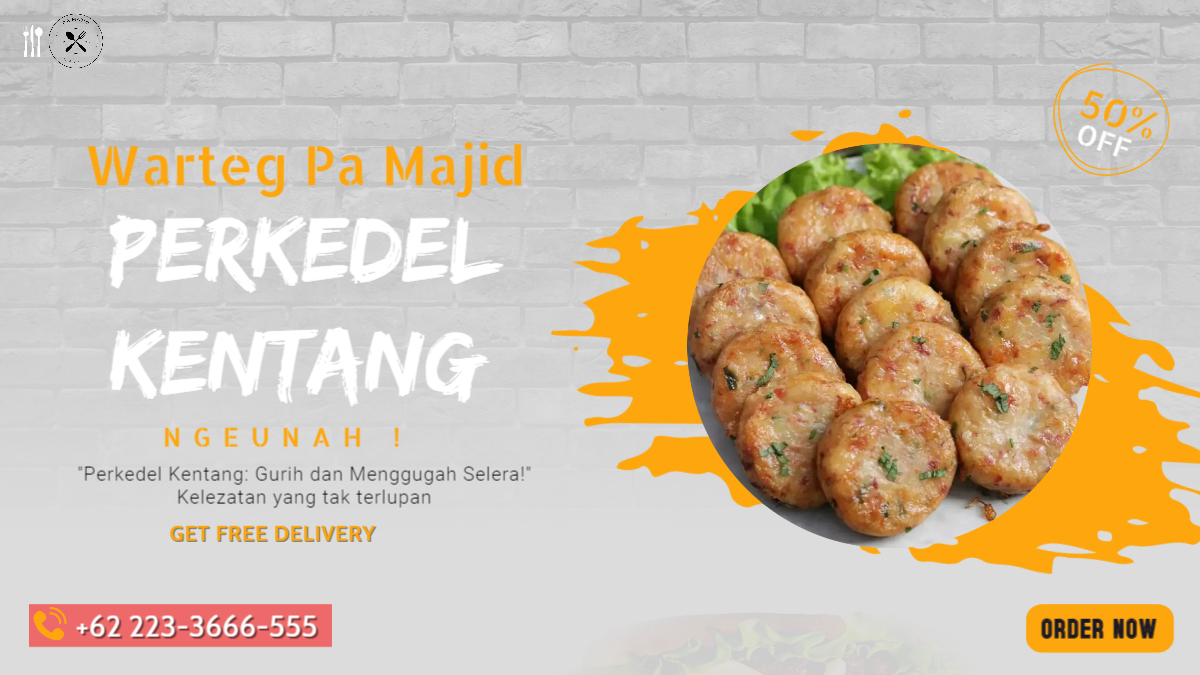 50%
OFF
Warteg Pa Majid
PERKEDEL
KENTANG
NGEUNAH !
"Perkedel Kentang: Gurih dan Menggugah Selera!"
Kelezatan yang tak terlupan
GET FREE DELIVERY
+62 223-3666-555
ORDER NOW